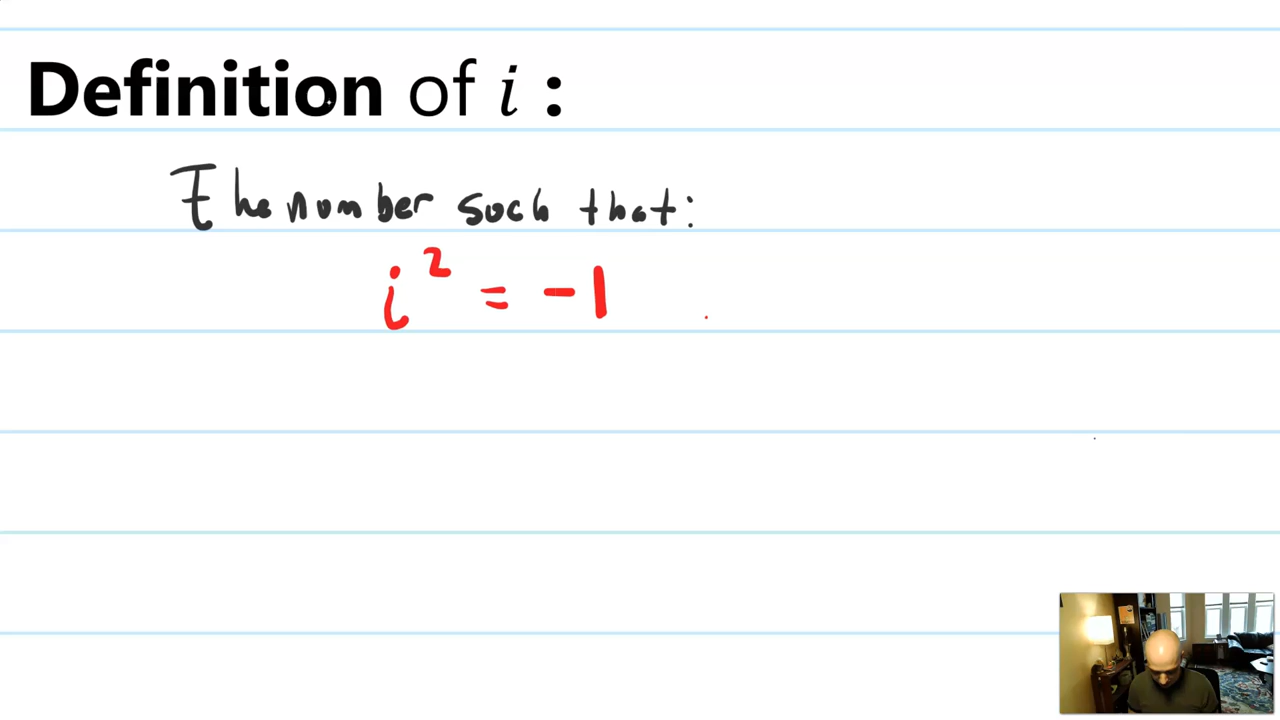 Definition of i :
The number such that:
i² = -1